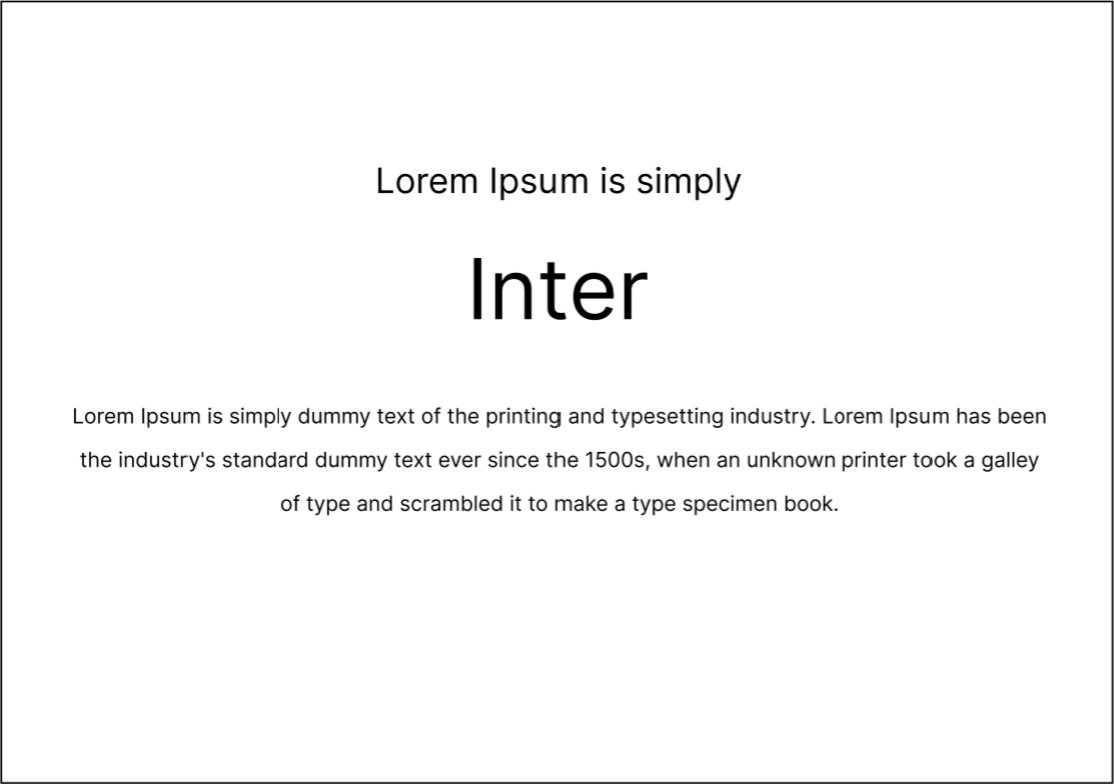 Lorem Ipsum is simply
Inter
Lorem Ipsum is simply dummy text of the printing and typesetting industry. Lorem Ipsum has been
the industry's standard dummy text ever since the 1500s, when an unknown printer took a galley
of type and scrambled it to make a type specimen book.